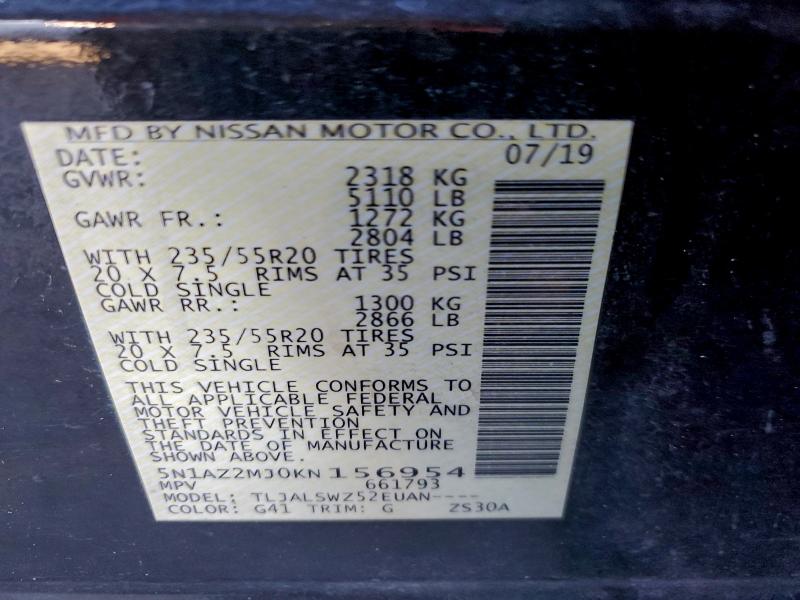 MFD BY NISSAN MOTOR CO., LTD.
DATE: 07/19
GVWR: 2318 KG
5110 LB
GAWR FR.: 1272 KG
2804 LB
WITH 235/55R20 TIRES
20 X 7.5 RIMS AT 35 PSI
COLD SINGLE
GAWR RR.: 1300 KG
2866 LB
WITH 235/55R20 TIRES
20 X 7.5 RIMS AT 35 PSI
COLD SINGLE
THIS VEHICLE CONFORMS TO
ALL APPLICABLE FEDERAL
MOTOR VEHICLE SAFETY AND
THEFT PREVENTION
STANDARDS IN EFFECT ON
THE DATE OF MANUFACTURE
SHOWN ABOVE.
5N1AZ2MJ0KN156954
MPV 661793
MODEL: TLJALSWZ52EUAN----
COLOR: G41 TRIM: G ZS30A